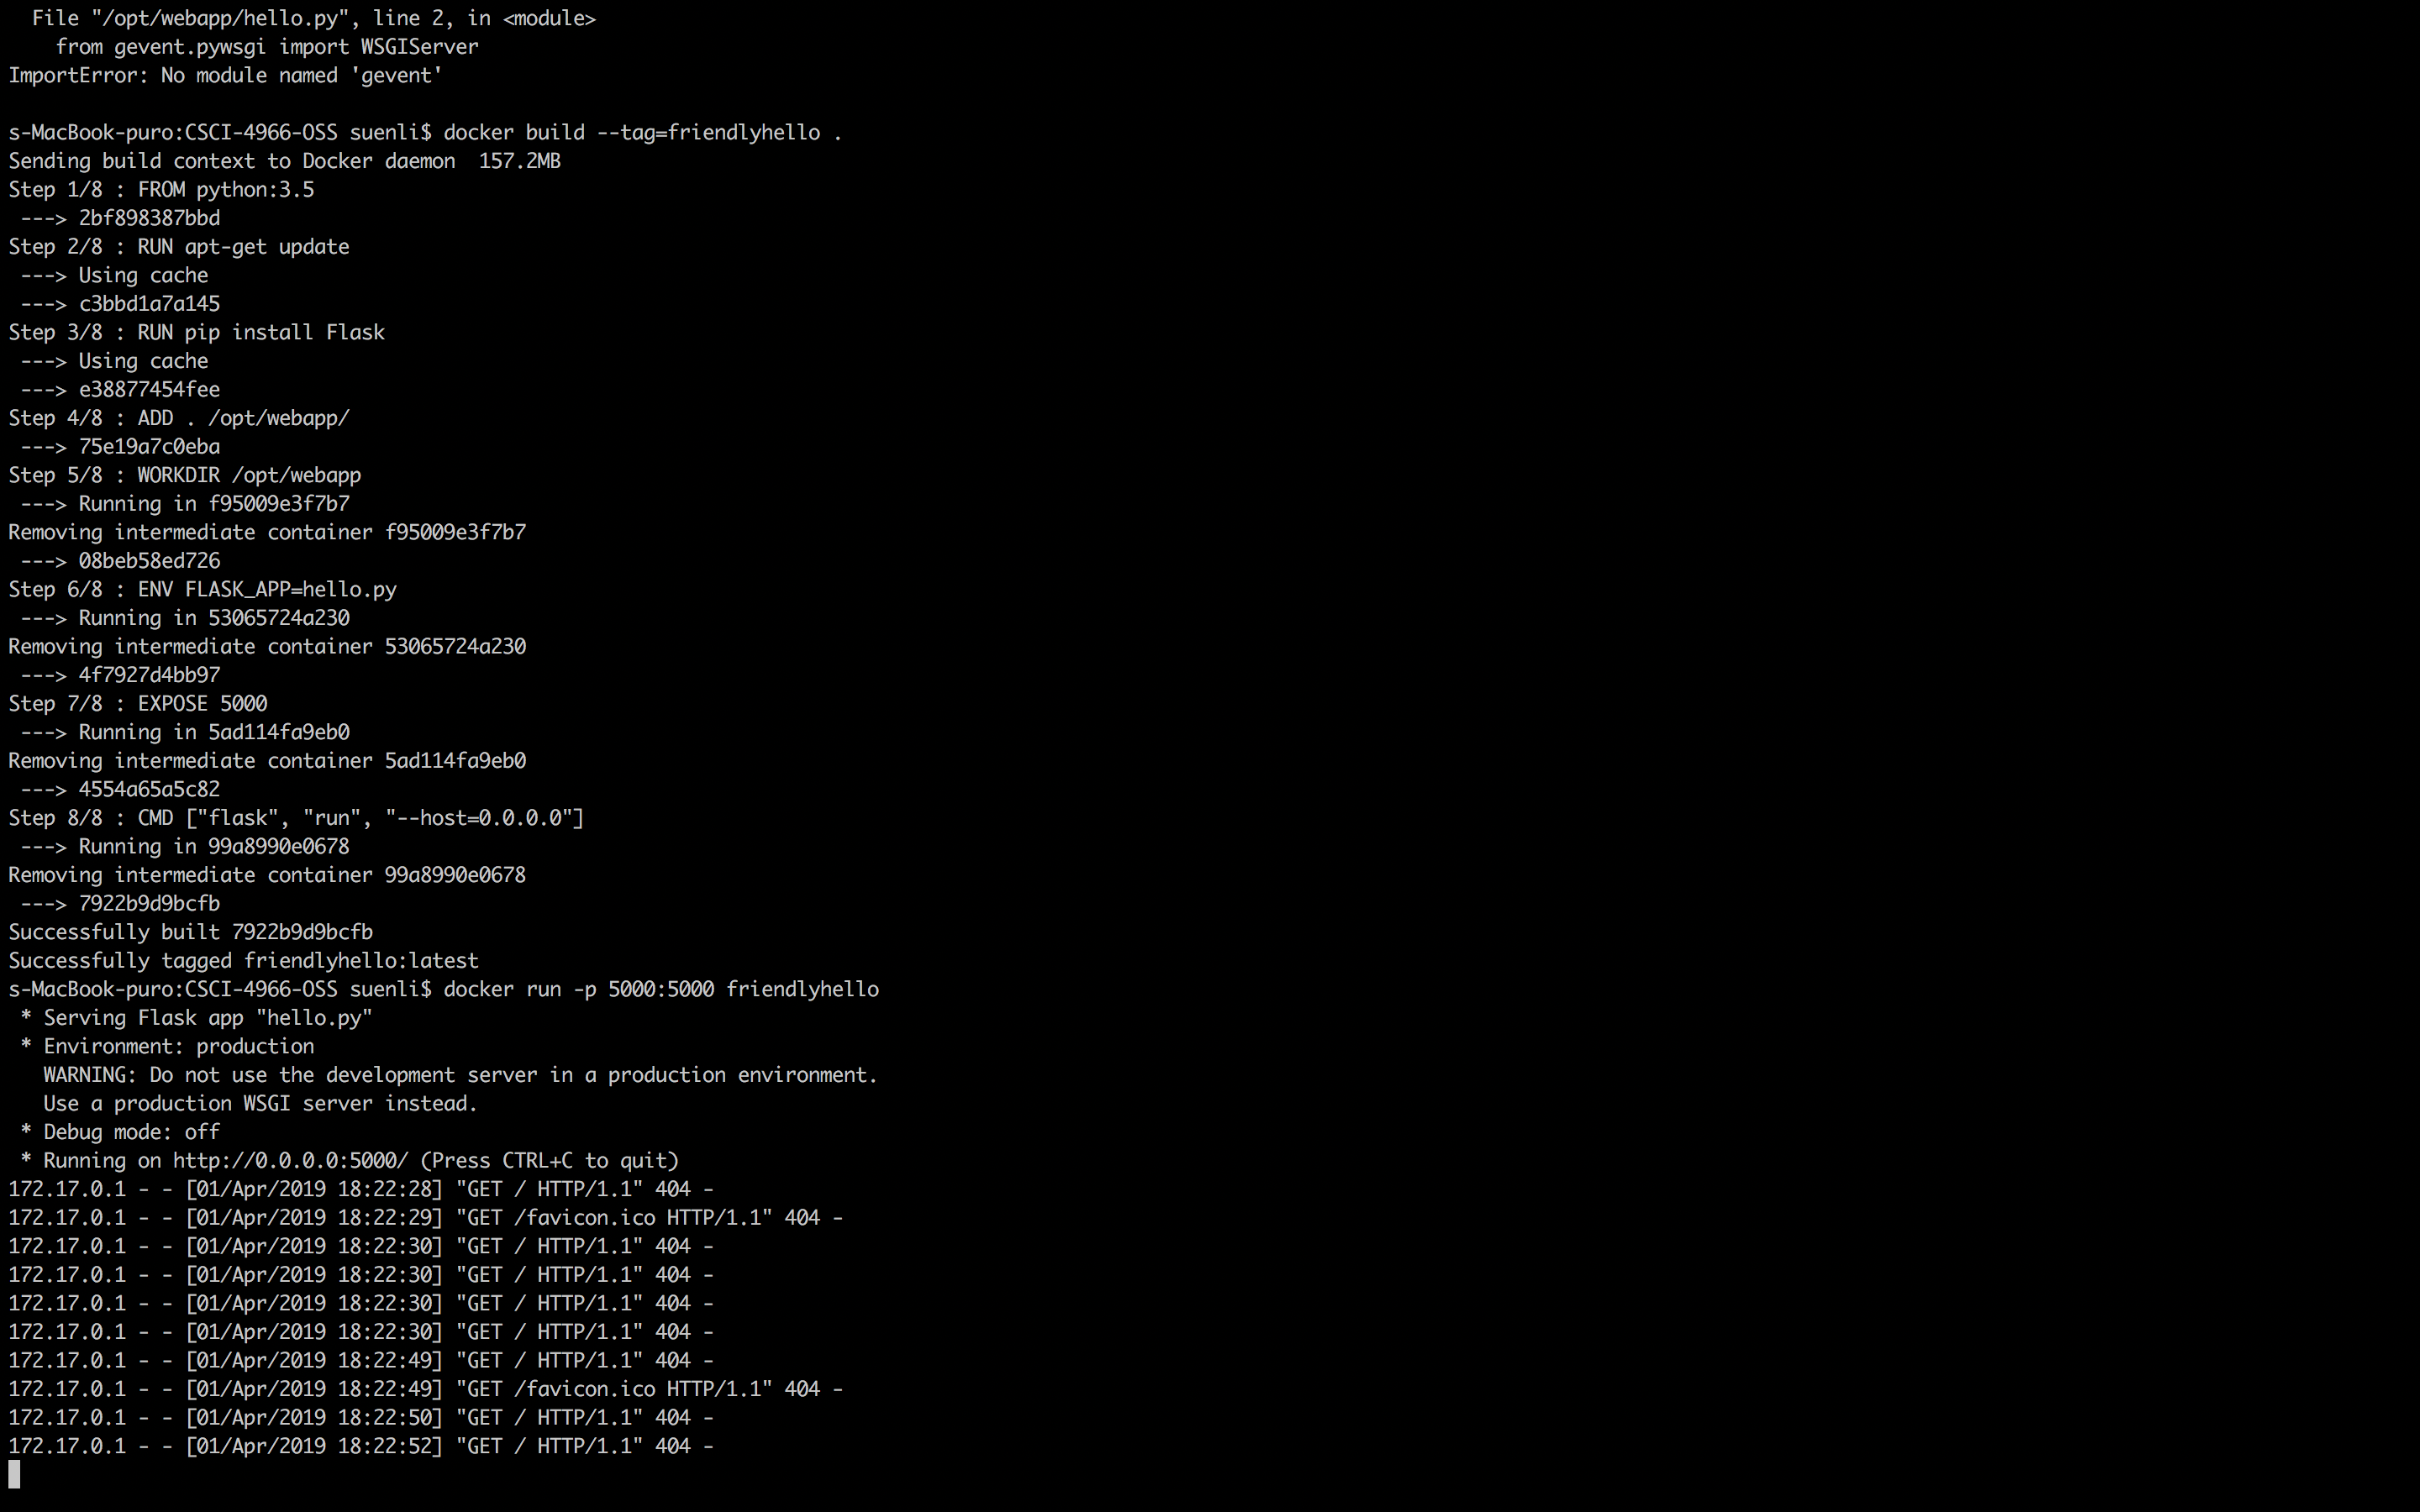 File "/opt/webapp/hello.py", line 2, in <module>
from gevent.pywsgi import WSGIServer
ImportError: No module named 'gevent'
s-MacBook-puro:CSCI-4966-OSS suenli$ docker build --tag=friendlyhello .
Sending build context to Docker daemon  157.2MB
Step 1/8 : FROM python:3.5
---> 2bf898387bbd
Step 2/8 : RUN apt-get update
---> Using cache
---> c3bbd1a7a145
Step 3/8 : RUN pip install Flask
---> Using cache
---> e38877454fee
Step 4/8 : ADD . /opt/webapp/
---> 75e19a7c0eba
Step 5/8 : WORKDIR /opt/webapp
---> Running in f95009e3f7b7
Removing intermediate container f95009e3f7b7
---> 08beb58ed726
Step 6/8 : ENV FLASK_APP=hello.py
---> Running in 53065724a230
Removing intermediate container 53065724a230
---> 4f7927d4bb97
Step 7/8 : EXPOSE 5000
---> Running in 5ad114fa9eb0
Removing intermediate container 5ad114fa9eb0
---> 4554a65a5c82
Step 8/8 : CMD ["flask", "run", "--host=0.0.0.0"]
---> Running in 99a8990e0678
Removing intermediate container 99a8990e0678
---> 7922b9d9bcfb
Successfully built 7922b9d9bcfb
Successfully tagged friendlyhello:latest
s-MacBook-puro:CSCI-4966-OSS suenli$ docker run -p 5000:5000 friendlyhello
* Serving Flask app "hello.py"
* Environment: production
WARNING: Do not use the development server in a production environment.
Use a production WSGI server instead.
* Debug mode: off
* Running on http://0.0.0.0:5000/ (Press CTRL+C to quit)
172.17.0.1 - - [01/Apr/2019 18:22:28] "GET / HTTP/1.1" 404 -
172.17.0.1 - - [01/Apr/2019 18:22:29] "GET /favicon.ico HTTP/1.1" 404 -
172.17.0.1 - - [01/Apr/2019 18:22:30] "GET / HTTP/1.1" 404 -
172.17.0.1 - - [01/Apr/2019 18:22:30] "GET / HTTP/1.1" 404 -
172.17.0.1 - - [01/Apr/2019 18:22:30] "GET / HTTP/1.1" 404 -
172.17.0.1 - - [01/Apr/2019 18:22:30] "GET / HTTP/1.1" 404 -
172.17.0.1 - - [01/Apr/2019 18:22:49] "GET / HTTP/1.1" 404 -
172.17.0.1 - - [01/Apr/2019 18:22:49] "GET /favicon.ico HTTP/1.1" 404 -
172.17.0.1 - - [01/Apr/2019 18:22:50] "GET / HTTP/1.1" 404 -
172.17.0.1 - - [01/Apr/2019 18:22:52] "GET / HTTP/1.1" 404 -